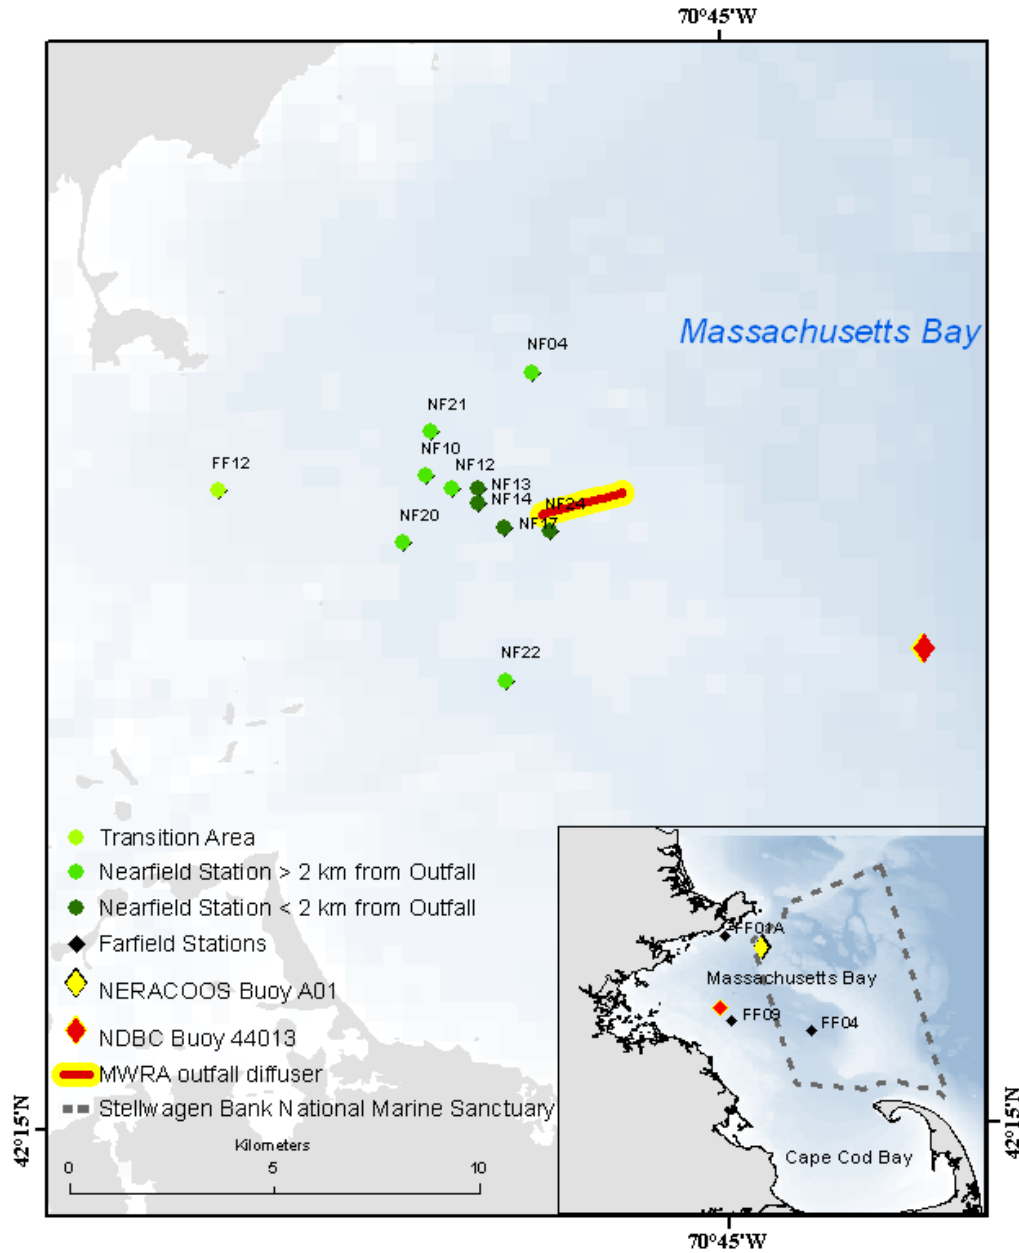 70°45'W
Massachusetts Bay
NF04
NF21
NF10
FF12
NF12
NF13
NF14
NF24
NF20
NF17
NF22
Transition Area
Nearfield Station > 2 km from Outfall
Nearfield Station < 2 km from Outfall
Farfield Stations
NERACOOS Buoy A01
NDBC Buoy 44013
MWRA outfall diffuser
Stellwagen Bank National Marine Sanctuary
Kilometers
0 5 10
FF01A
Massachusetts Bay
FF09
FF04
Cape Cod Bay
42°15'N
42°15'N
70°45'W